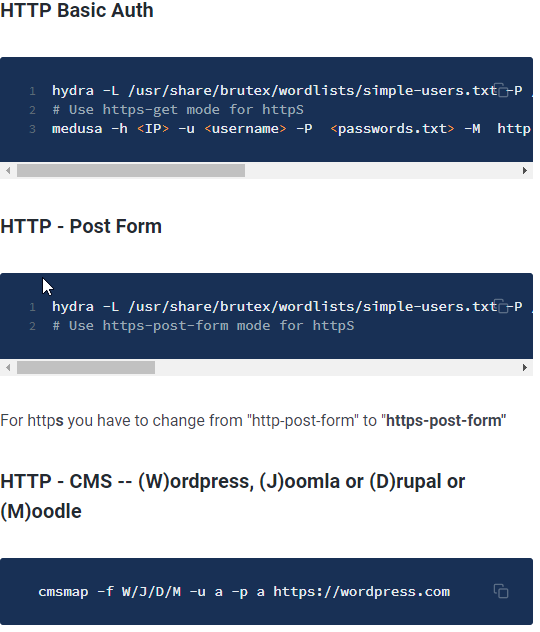 HTTP Basic Auth
1 hydra -L /usr/share/brutex/wordlists/simple-users.txt -P
2 # Use https-get mode for httpS
3 medusa -h <IP> -u <username> -P  <passwords.txt> -M  http
HTTP - Post Form
1 hydra -L /usr/share/brutex/wordlists/simple-users.txt -P
2 # Use https-post-form mode for httpS
For https you have to change from "http-post-form" to "https-post-form"
HTTP - CMS -- (W)ordpress, (J)oomla or (D)rupal or
(M)oodle
cmsmap -f W/J/D/M -u a -p a https://wordpress.com